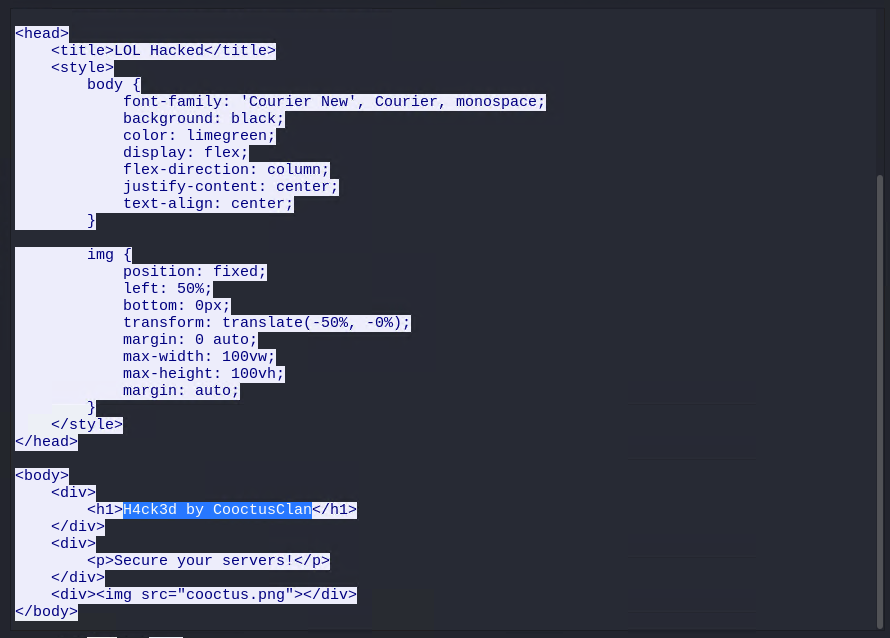 <head>
    <title>LOL Hacked</title>
    <style>
        body {
            font-family: 'Courier New', Courier, monospace;
            background: black;
            color: limegreen;
            display: flex;
            flex-direction: column;
            justify-content: center;
            text-align: center;
        }

        img {
            position: fixed;
            left: 50%;
            bottom: 0px;
            transform: translate(-50%, -0%);
            margin: 0 auto;
            max-width: 100vw;
            max-height: 100vh;
            margin: auto;
        }
    </style>
</head>

<body>
    <div>
        <h1>H4ck3d by CooctusClan</h1>
    </div>
    <div>
        <p>Secure your servers!</p>
    </div>
    <div><img src="cooctus.png"></div>
</body>